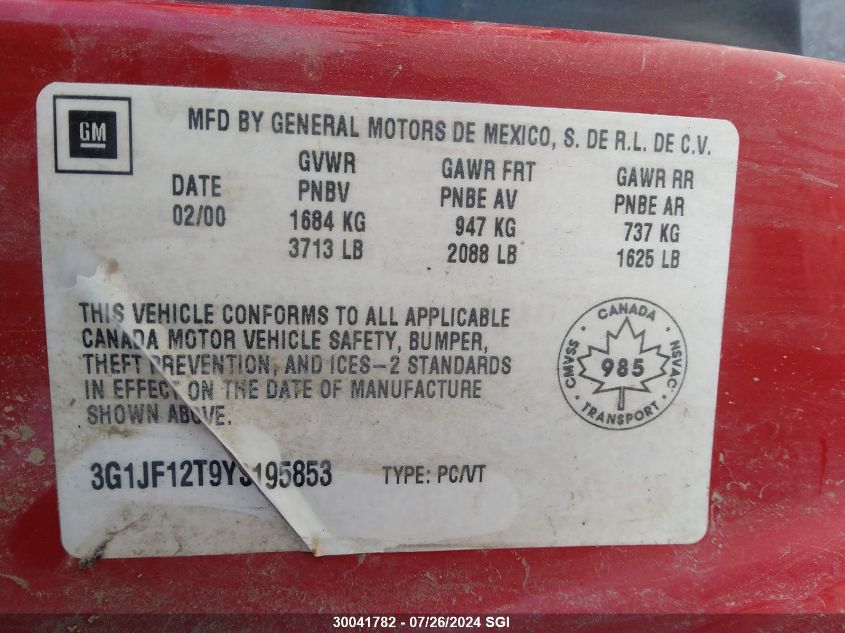 GM
MFD BY GENERAL MOTORS DE MEXICO, S. DE R.L. DE C.V.
DATE GVWR GAWR FRT GAWR RR
PNBV PNBE AV PNBE AR
02/00 1684 KG 947 KG 737 KG
3713 LB 2088 LB 1625 LB
THIS VEHICLE CONFORMS TO ALL APPLICABLE
CANADA MOTOR VEHICLE SAFETY, BUMPER,
THEFT PREVENTION, AND ICES-2 STANDARDS
IN EFFECT ON THE DATE OF MANUFACTURE
SHOWN ABOVE.
CANADA
CMVSS 985 NSVAC
TRANSPORT
3G1JF12T9YS195853 TYPE: PC/VT
30041782 / 07/26/2024 SGI